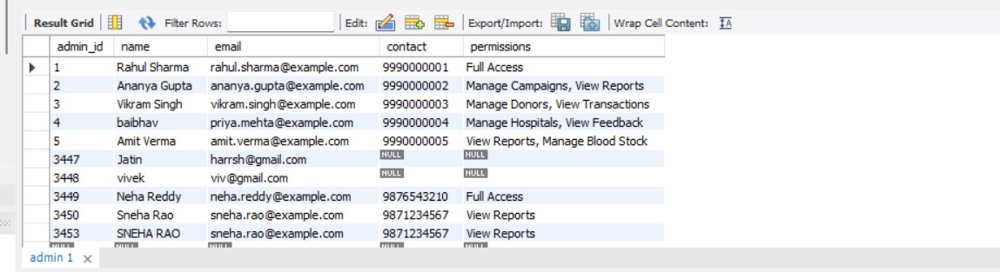 Result Grid Filter Rows: Edit: Export/Import: Wrap Cell Content:
admin_id name email contact permissions
1 Rahul Sharma rahul.sharma@example.com 9990000001 Full Access
2 Ananya Gupta ananya.gupta@example.com 9990000002 Manage Campaigns, View Reports
3 Vikram Singh vikram.singh@example.com 9990000003 Manage Donors, View Transactions
4 baibhav priya.mehta@example.com 9990000004 Manage Hospitals, View Feedback
5 Amit Verma amit.verma@example.com 9990000005 View Reports, Manage Blood Stock
3447 Jatin harrsh@gmail.com NULL NULL
3448 vivek viv@gmail.com NULL NULL
3449 Neha Reddy neha.reddy@example.com 9876543210 Full Access
3450 Sneha Rao sneha.rao@example.com 9871234567 View Reports
3453 SNEHA RAO sneha.rao@example.com 9871234567 View Reports
NULL NULL NULL NULL NULL
admin 1